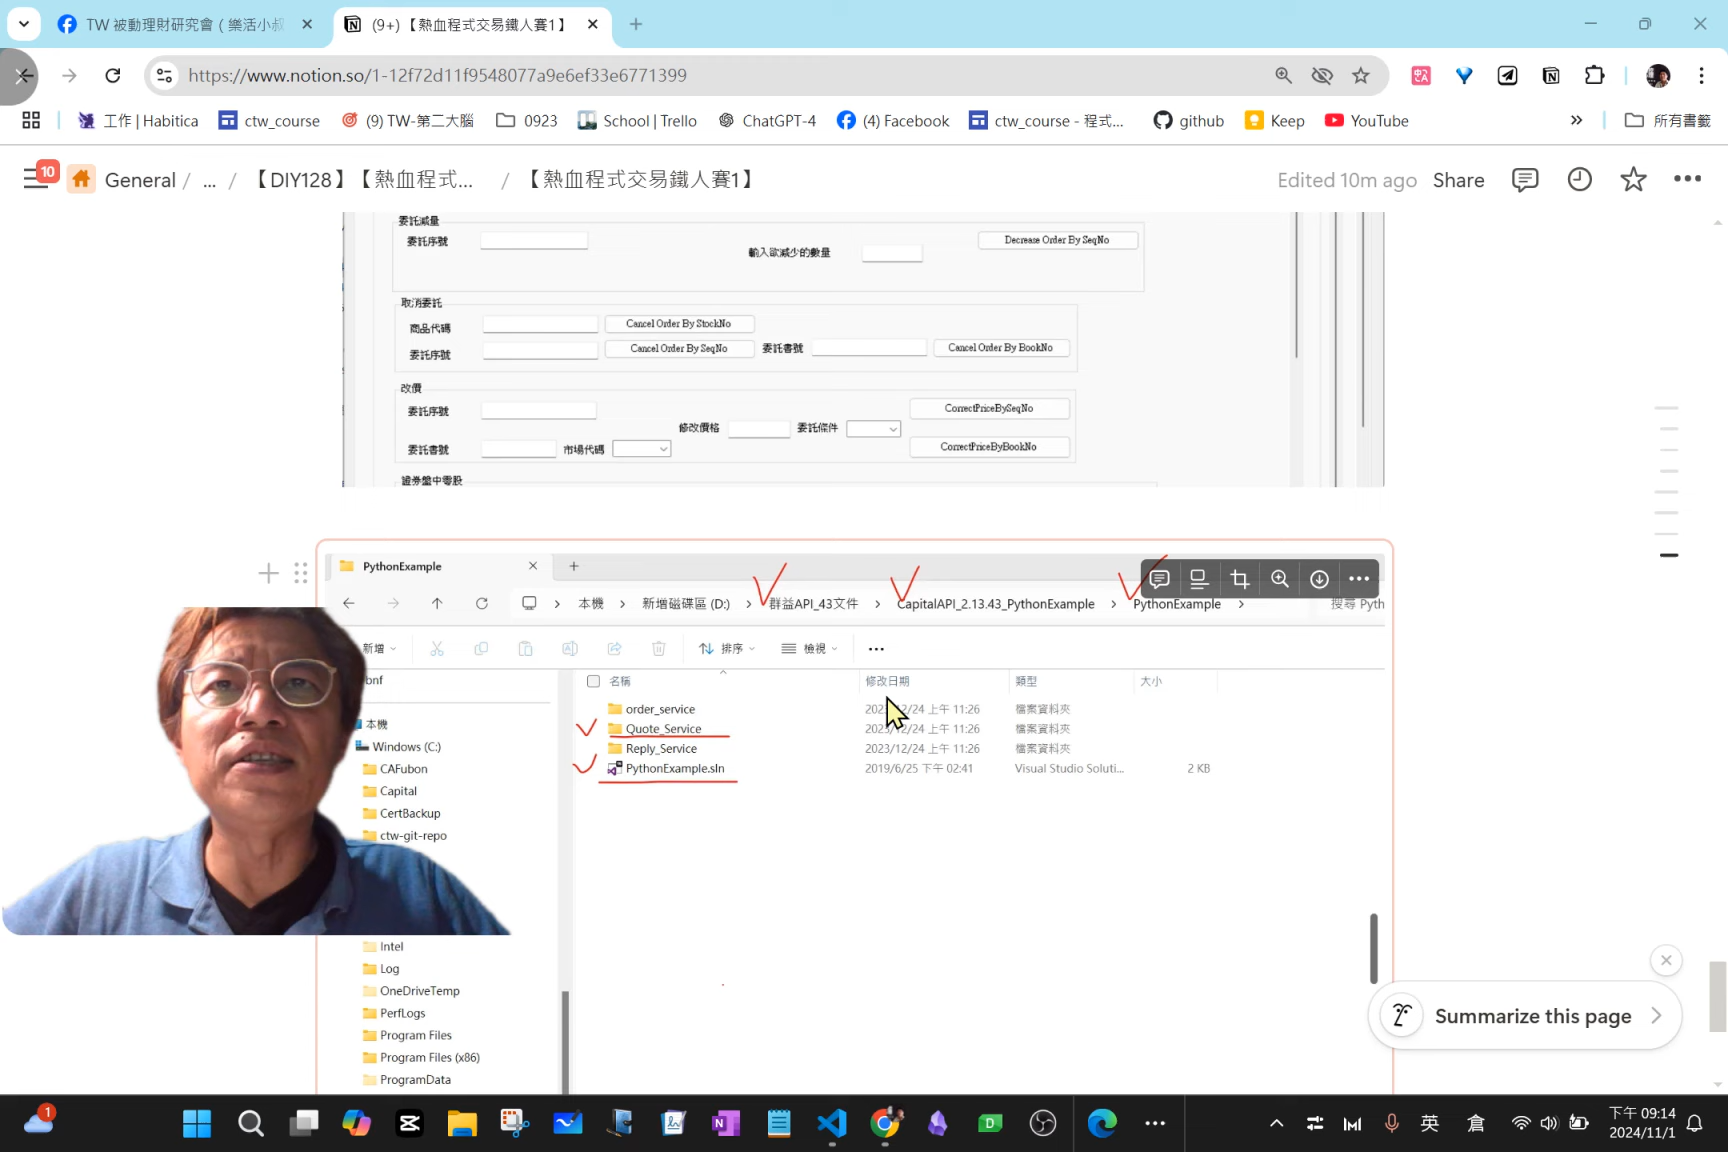 TW 被動理財研究會 ( 樂活小叔
(9+) 【熱血程式交易鐵人賽1】
https://www.notion.so/1-12f72d11f9548077a9e6ef33e6771399
工作 | Habitica
ctw_course
(9) TW-第二大腦
0923
School | Trello
ChatGPT-4
(4) Facebook
ctw_course - 程式...
github
Keep
YouTube
所有書籤
10
General / ... / 【DIY128】【熱血程式... / 【熱血程式交易鐵人賽1】
Edited 10m ago
Share
委託減量
委託序號
輸入欲減少的數量
Decrease Order By SeqNo
取消委託
商品代碼
Cancel Order By StockNo
委託序號
Cancel Order By SeqNo
委託書號
Cancel Order By BookNo
改價
委託序號
CorrectPriceBySeqNo
修改價格
委託條件
委託書號
市場代碼
CorrectPriceByBookNo
證券盤中零股
PythonExample
本機 > 新增磁碟區 (D:) > 群益API_43文件 > CapitalAPI_2.13.43_PythonExample > PythonExample >
搜尋 Pyth
新增
排序
檢視
名稱
修改日期
類型
大小
order_service
12/24 上午 11:26
檔案資料夾
Quote_Service
2023/12/24 上午 11:26
檔案資料夾
Reply_Service
2023/12/24 上午 11:26
檔案資料夾
PythonExample.sln
2019/6/25 下午 02:41
Visual Studio Soluti...
2 KB
bnf
本機
Windows (C:)
CAFubon
Capital
CertBackup
ctw-git-repo
Intel
Log
OneDriveTemp
PerfLogs
Program Files
Program Files (x86)
ProgramData
Summarize this page
1
英
倉
下午 09:14
2024/11/1